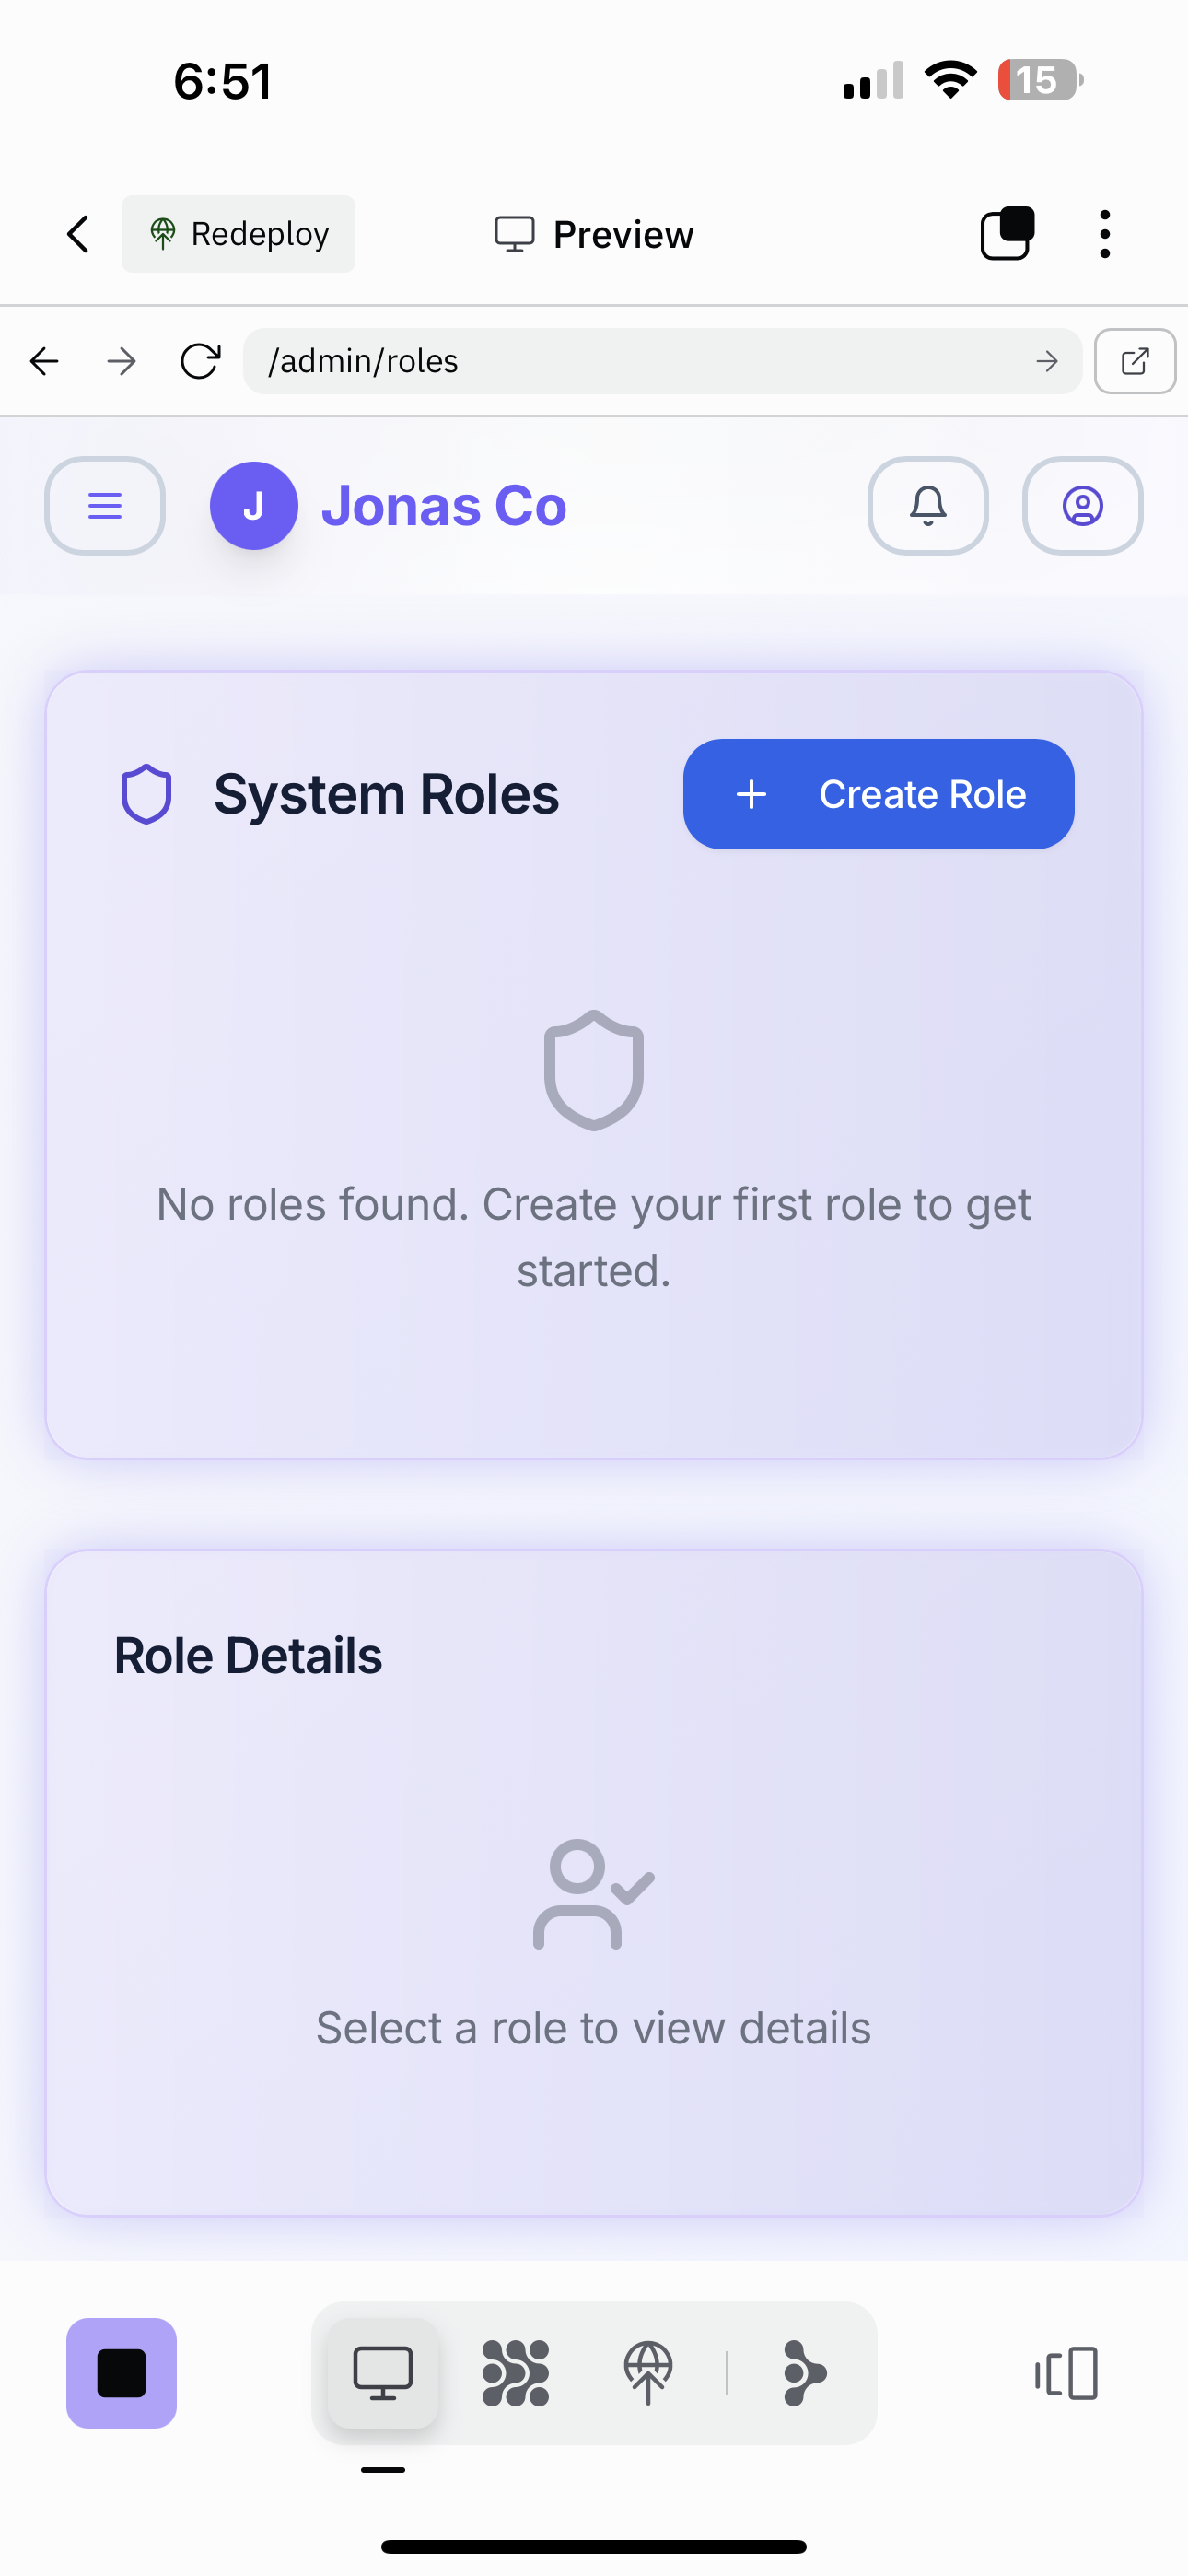 6:51
15
Redeploy
Preview
/admin/roles
J
Jonas Co
System Roles
Create Role
No roles found. Create your first role to get
started.
Role Details
Select a role to view details